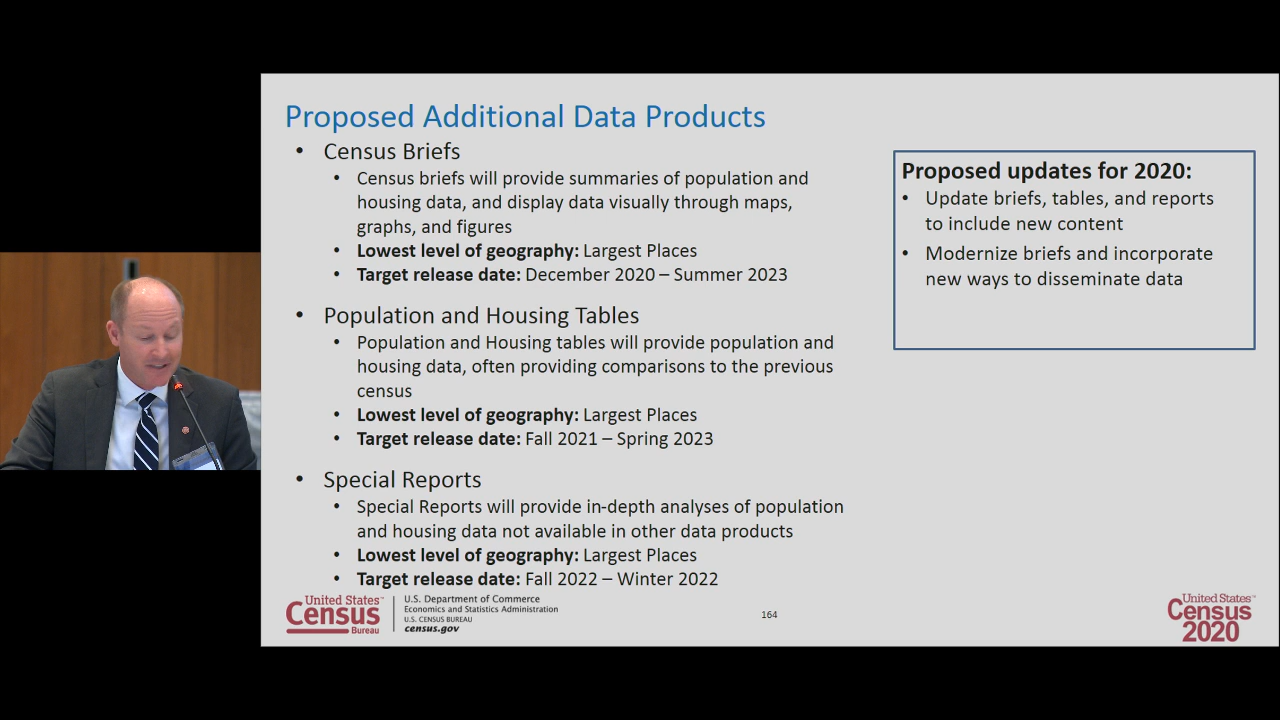 Proposed Additional Data Products
• Census Briefs
• Census briefs will provide summaries of population and
housing data, and display data visually through maps,
graphs, and figures
• Lowest level of geography: Largest Places
• Target release date: December 2020 – Summer 2023
• Population and Housing Tables
• Population and Housing tables will provide population and
housing data, often providing comparisons to the previous
census
• Lowest level of geography: Largest Places
• Target release date: Fall 2021 – Spring 2023
• Special Reports
• Special Reports will provide in-depth analyses of population
and housing data not available in other data products
• Lowest level of geography: Largest Places
• Target release date: Fall 2022 – Winter 2022
Proposed updates for 2020:
• Update briefs, tables, and reports
to include new content
• Modernize briefs and incorporate
new ways to disseminate data
United States™
Census
Bureau
U.S. Department of Commerce
Economics and Statistics Administration
U.S. CENSUS BUREAU
census.gov
164
United States™
Census
2020